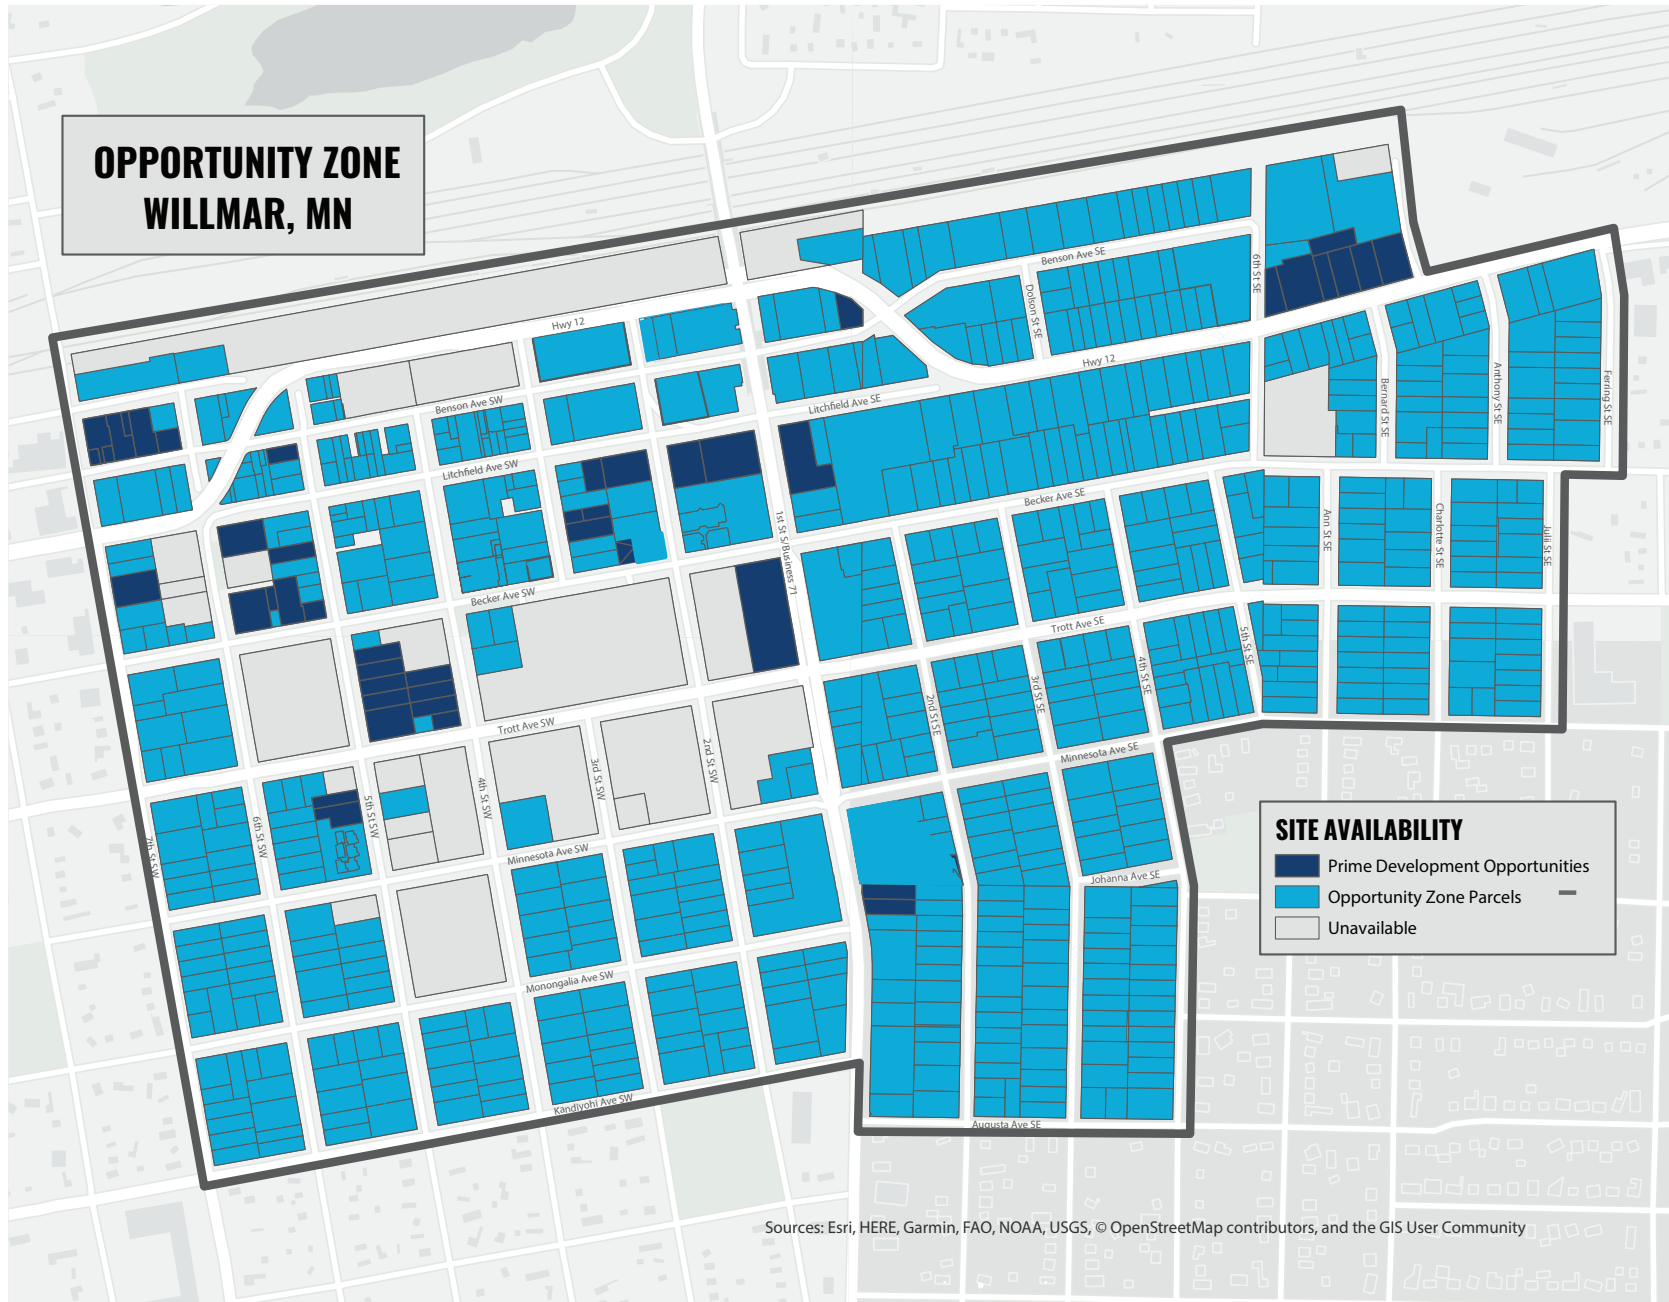 OPPORTUNITY ZONE
WILLMAR, MN
Hwy 12
Benson Ave SE
6th St SE
Dolson St SE
Hwy 12
Benson Ave SW
Litchfield Ave SE
Bernard St SE
Anthony St SE
Ferring St SE
Litchfield Ave SW
Becker Ave SE
1st St S/Business 71
Ann St SE
Charlotte St SE
Julii St SE
Becker Ave SW
Trott Ave SE
5th St SE
4th St SE
3rd St SE
2nd St SE
Trott Ave SW
Minnesota Ave SE
2nd St SW
3rd St SW
4th St SW
5th St SW
6th St SW
7th St SW
Minnesota Ave SW
Johanna Ave SE
SITE AVAILABILITY
Prime Development Opportunities
Opportunity Zone Parcels
Unavailable
Monongalia Ave SW
Kandiyohi Ave SW
Augusta Ave SE
Sources: Esri, HERE, Garmin, FAO, NOAA, USGS, © OpenStreetMap contributors, and the GIS User Community